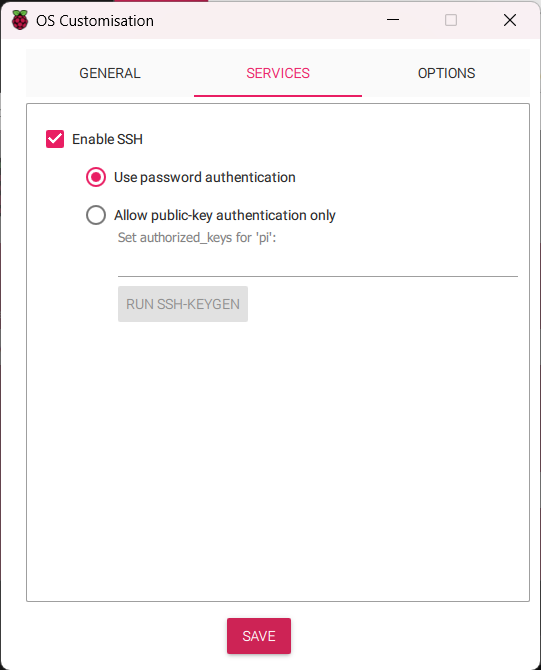 OS Customisation
GENERAL
SERVICES
OPTIONS
Enable SSH
Use password authentication
Allow public-key authentication only
Set authorized_keys for 'pi':
RUN SSH-KEYGEN
SAVE